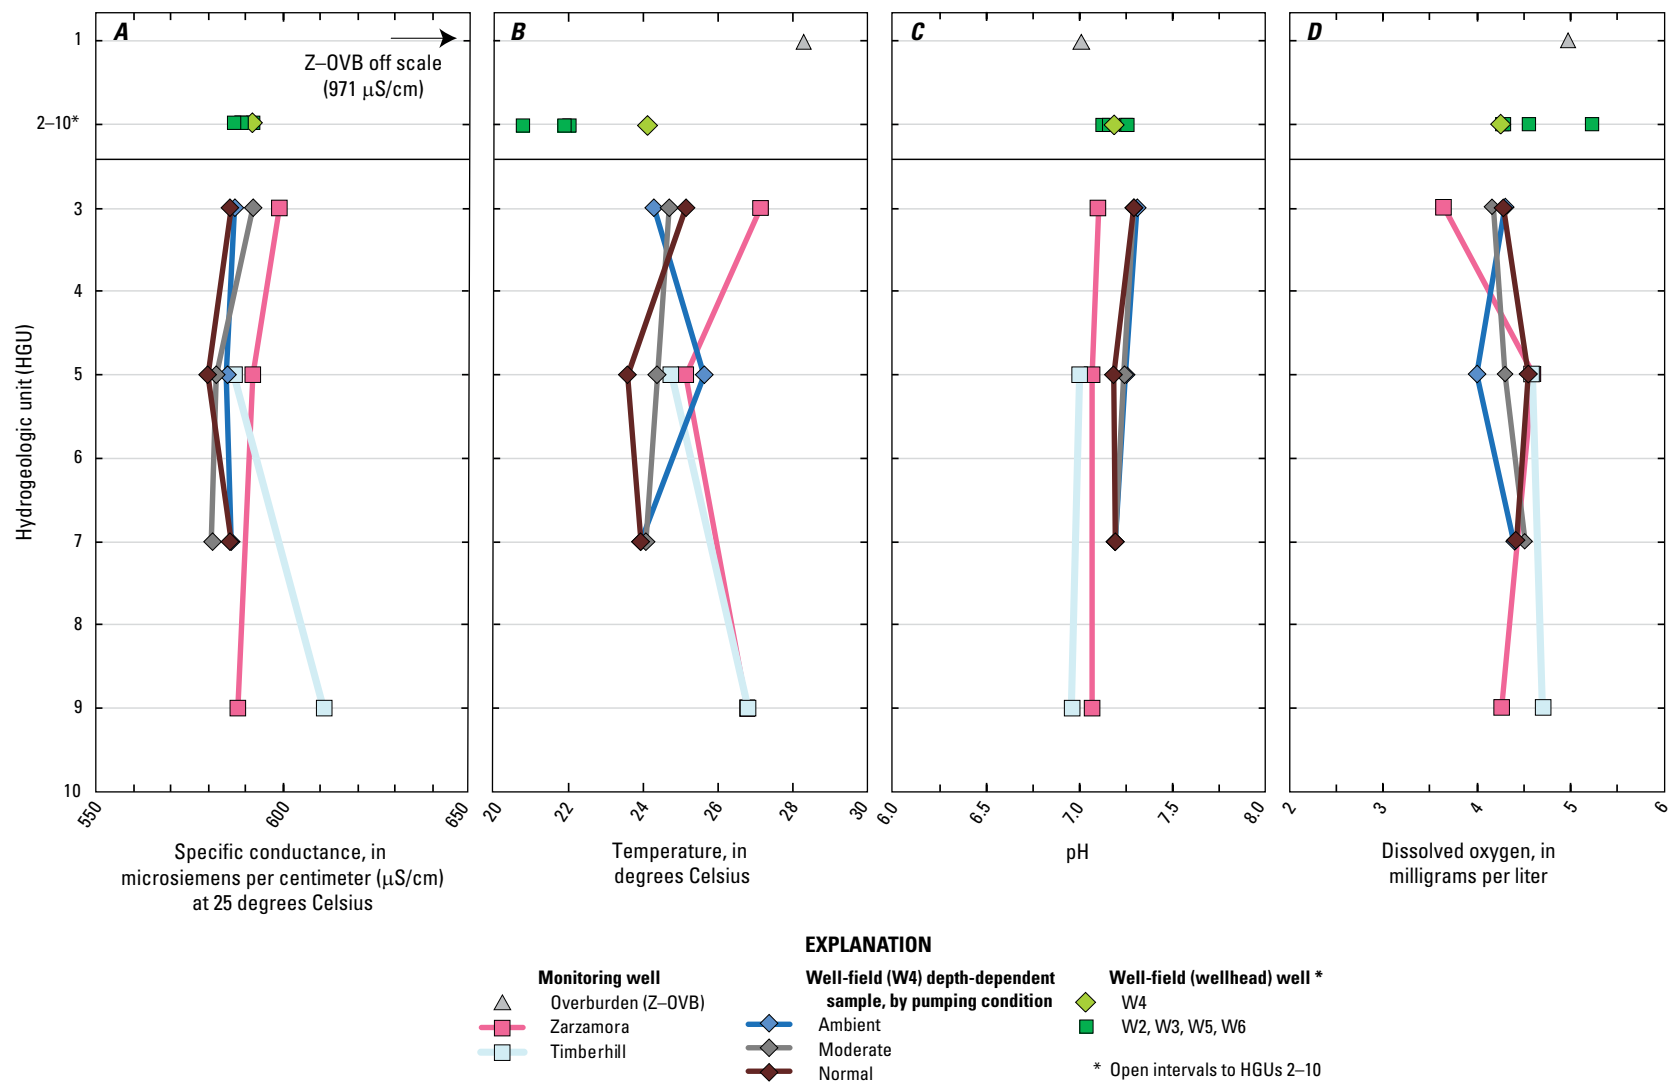 A
B
C
D
Z–OVB off scale
(971 µS/cm)
Hydrogeologic unit (HGU)
1
2–10*
3
4
5
6
7
8
9
10
550
600
650
20
22
24
26
28
30
6.0
6.5
7.0
7.5
8.0
2
3
4
5
6
Specific conductance, in
microsiemens per centimeter (µS/cm)
at 25 degrees Celsius
Temperature, in
degrees Celsius
pH
Dissolved oxygen, in
milligrams per liter
EXPLANATION
Monitoring well
Overburden (Z–OVB)
Zarzamora
Timberhill
Well-field (W4) depth-dependent
sample, by pumping condition
Ambient
Moderate
Normal
Well-field (wellhead) well *
W4
W2, W3, W5, W6
* Open intervals to HGUs 2–10